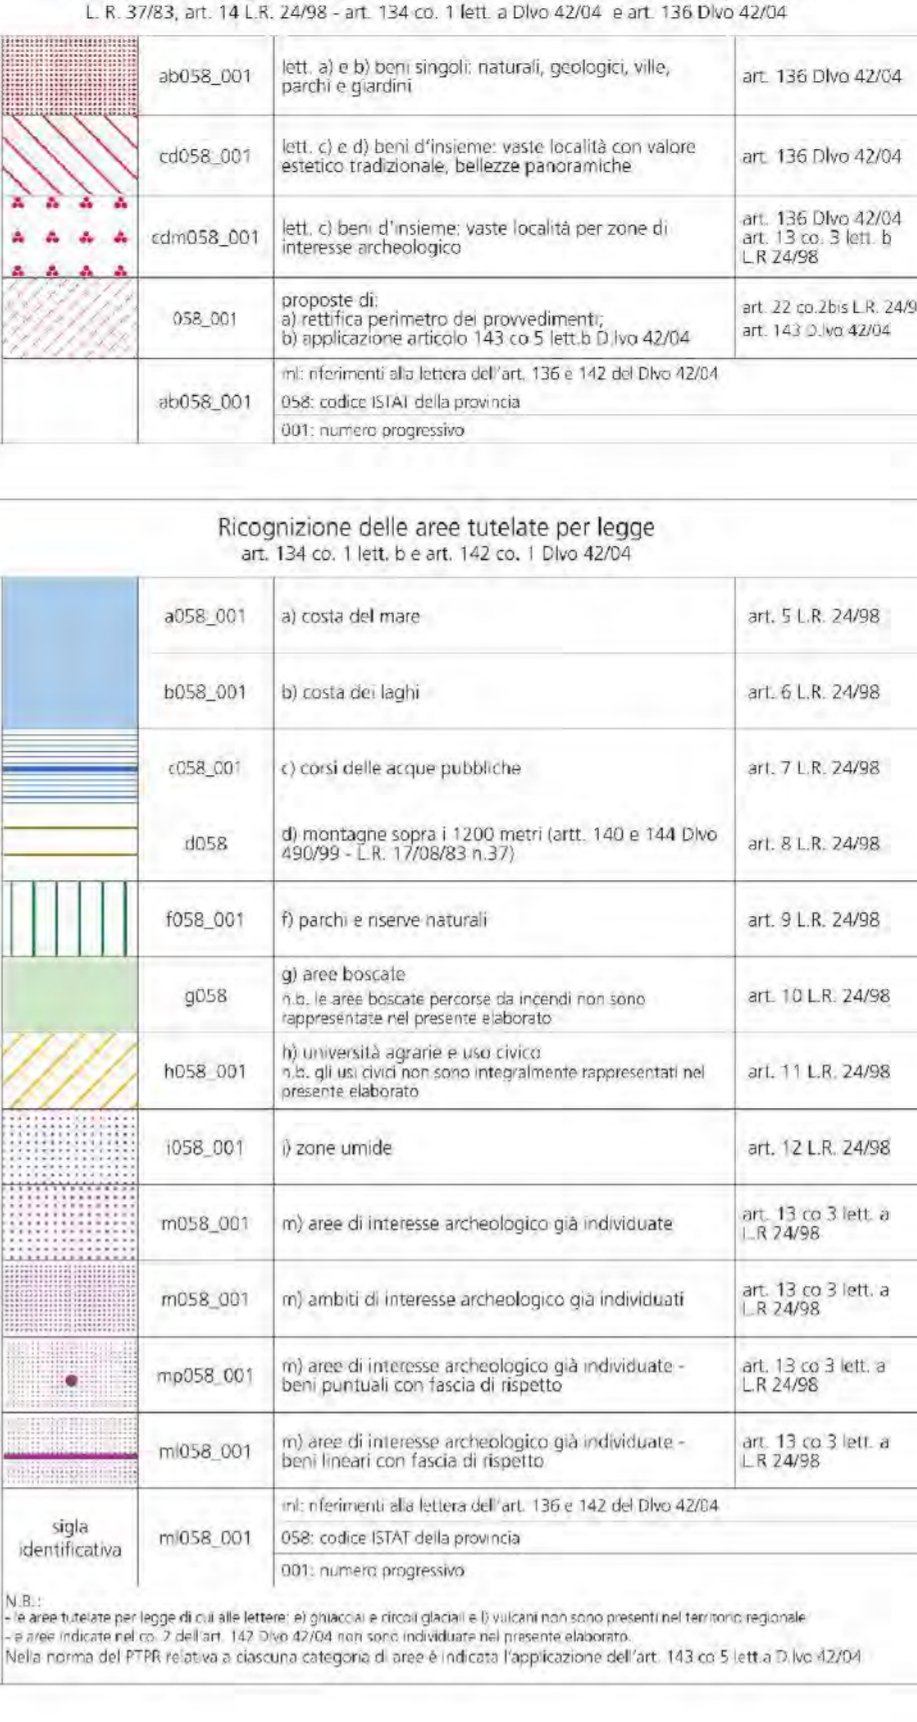 L. R. 37/83, art. 14 L.R. 24/98 - art. 134 co. 1 lett. a Dlvo 42/04 e art. 136 Dlvo 42/04
ab058_001
lett. a) e b) beni singoli: naturali, geologici, ville,
parchi e giardini
art. 136 Dlvo 42/04
cd058_001
lett. c) e d) beni d'insieme: vaste località con valore
estetico tradizionale, bellezze panoramiche
art. 136 Dlvo 42/04
cdm058_001
lett. c) beni d'insieme: vaste località per zone di
interesse archeologico
art. 136 Dlvo 42/04
art. 13 co. 3 lett. b
L.R 24/98
058_001
proposte di:
a) rettifica perimetro dei provvedimenti;
b) applicazione articolo 143 co 5 lett.b D.lvo 42/04
art. 22 co.2bis L.R. 24/9
art. 143 D.lvo 42/04
ab058_001
ml: riferimenti alla lettera dell'art. 136 e 142 del Dlvo 42/04
058: codice ISTAT della provincia
001: numero progressivo
Ricognizione delle aree tutelate per legge
art. 134 co. 1 lett. b e art. 142 co. 1 Dlvo 42/04
a058_001
a) costa del mare
art. 5 L.R. 24/98
b058_001
b) costa dei laghi
art. 6 L.R. 24/98
c058_001
c) corsi delle acque pubbliche
art. 7 L.R. 24/98
d058
d) montagne sopra i 1200 metri (artt. 140 e 144 Dlvo
490/99 - L.R. 17/08/83 n.37)
art. 8 L.R. 24/98
f058_001
f) parchi e riserve naturali
art. 9 L.R. 24/98
g058
g) aree boscate
n.b. le aree boscate percorse da incendi non sono
rappresentate nel presente elaborato
art. 10 L.R. 24/98
h058_001
h) università agrarie e uso civico
n.b. gli usi civici non sono integralmente rappresentati nel
presente elaborato
art. 11 L.R. 24/98
i058_001
i) zone umide
art. 12 L.R. 24/98
m058_001
m) aree di interesse archeologico già individuate
art. 13 co 3 lett. a
L.R 24/98
m058_001
m) ambiti di interesse archeologico già individuati
art. 13 co 3 lett. a
L.R 24/98
mp058_001
m) aree di interesse archeologico già individuate -
beni puntuali con fascia di rispetto
art. 13 co 3 lett. a
L.R 24/98
ml058_001
m) aree di interesse archeologico già individuate -
beni lineari con fascia di rispetto
art. 13 co 3 lett. a
L.R 24/98
sigla
identificativa
ml058_001
ml: riferimenti alla lettera dell'art. 136 e 142 del Dlvo 42/04
058: codice ISTAT della provincia
001: numero progressivo
N.B.:
- le aree tutelate per legge di cui alle lettere: e) ghiacciai e circoli glaciali e l) vulcani non sono presenti nel territorio regionale
- le aree indicate nel co. 2 dell'art. 142 Dlvo 42/04 non sono individuate nel presente elaborato.
Nella norma del PTPR relativa a ciascuna categoria di aree è indicata l'applicazione dell'art. 143 co 5 lett.a D.lvo 42/04